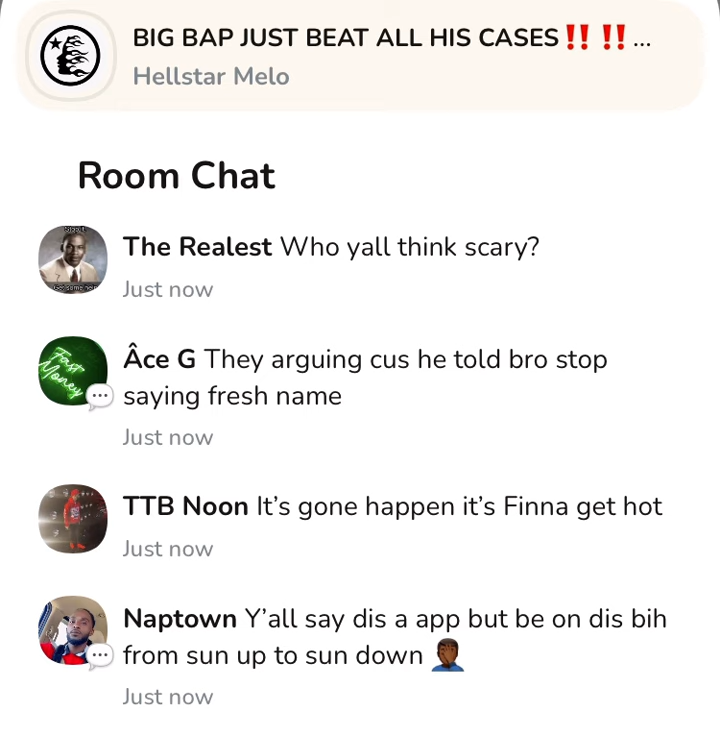 BIG BAP JUST BEAT ALL HIS CASES‼️ ‼️...
Hellstar Melo
Room Chat
The Realest Who yall think scary?
Just now
Âce G They arguing cus he told bro stop
saying fresh name
Just now
Fast
Money
TTB Noon It’s gone happen it’s Finna get hot
Just now
Naptown Y’all say dis a app but be on dis bih
from sun up to sun down 🤦🏿‍♂️
Just now